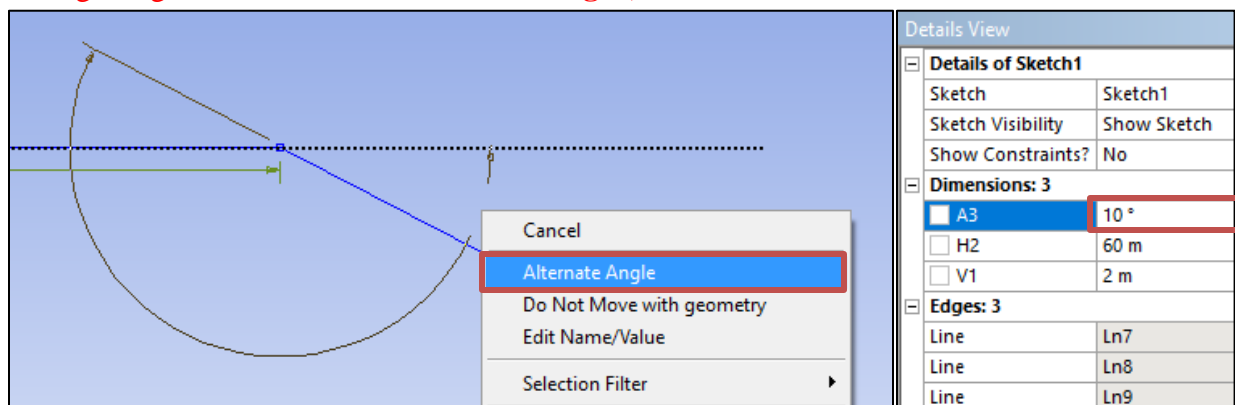 Cancel
Alternate Angle
Do Not Move with geometry
Edit Name/Value
Selection Filter
Details View
Details of Sketch1
Sketch Sketch1
Sketch Visibility Show Sketch
Show Constraints? No
Dimensions: 3
A3 10 °
H2 60 m
V1 2 m
Edges: 3
Line Ln7
Line Ln8
Line Ln9